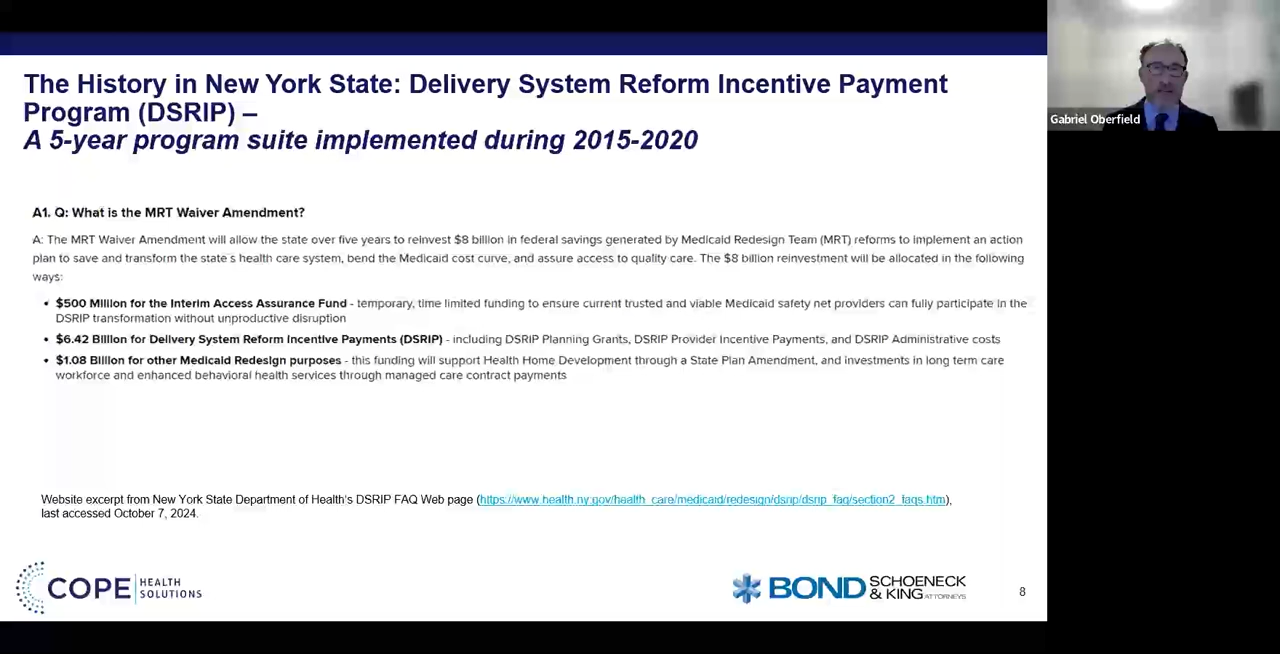 The History in New York State: Delivery System Reform Incentive Payment
Program (DSRIP) –
A 5-year program suite implemented during 2015-2020
Gabriel Oberfield
A1. Q: What is the MRT Waiver Amendment?
A: The MRT Waiver Amendment will allow the state over five years to reinvest $8 billion in federal savings generated by Medicaid Redesign Team (MRT) reforms to implement an action
plan to save and transform the state's health care system, bend the Medicaid cost curve, and assure access to quality care. The $8 billion reinvestment will be allocated in the following
ways:
• $500 Million for the Interim Access Assurance Fund - temporary, time limited funding to ensure current trusted and viable Medicaid safety net providers can fully participate in the
DSRIP transformation without unproductive disruption
• $6.42 Billion for Delivery System Reform Incentive Payments (DSRIP) - including DSRIP Planning Grants, DSRIP Provider Incentive Payments, and DSRIP Administrative costs
• $1.08 Billion for other Medicaid Redesign purposes - this funding will support Health Home Development through a State Plan Amendment, and investments in long term care
workforce and enhanced behavioral health services through managed care contract payments
Website excerpt from New York State Department of Health's DSRIP FAQ Web page (https://www.health.ny.gov/health_care/medicaid/redesign/dsrip/dsrip_faq/section2_faqs.htm),
last accessed October 7, 2024.
COPE HEALTH SOLUTIONS
BOND SCHOENECK & KING ATTORNEYS
8